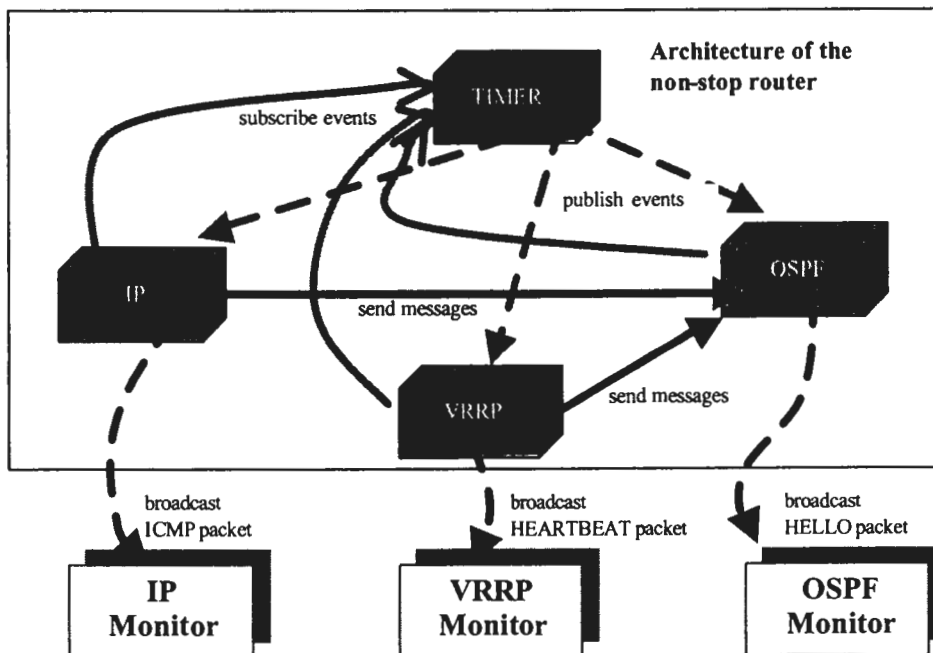 Architecture of the
non-stop router
TIMER
subscribe events
publish events
IP
OSPF
send messages
VRRP
send messages
broadcast
ICMP packet
broadcast
HEARTBEAT packet
broadcast
HELLO packet
IP
Monitor
VRRP
Monitor
OSPF
Monitor